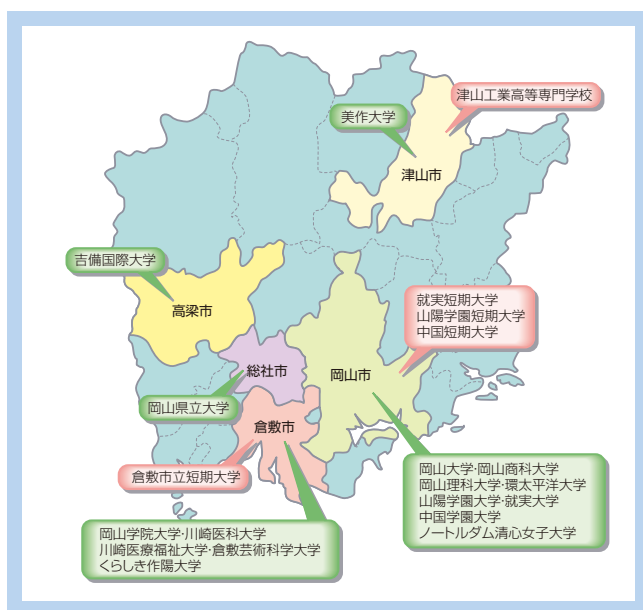 津山工業高等専門学校
美作大学
津山市
吉備国際大学
高梁市
就実短期大学
山陽学園短期大学
中国短期大学
総社市
岡山市
岡山県立大学
倉敷市
倉敷市立短期大学
岡山大学·岡山商科大学
岡山理科大学·環太平洋大学
山陽学園大学·就実大学
中国学園大学
ノートルダム清心女子大学
岡山学院大学·川崎医科大学
川崎医療福祉大学·倉敷芸術科学大学
くらしき作陽大学